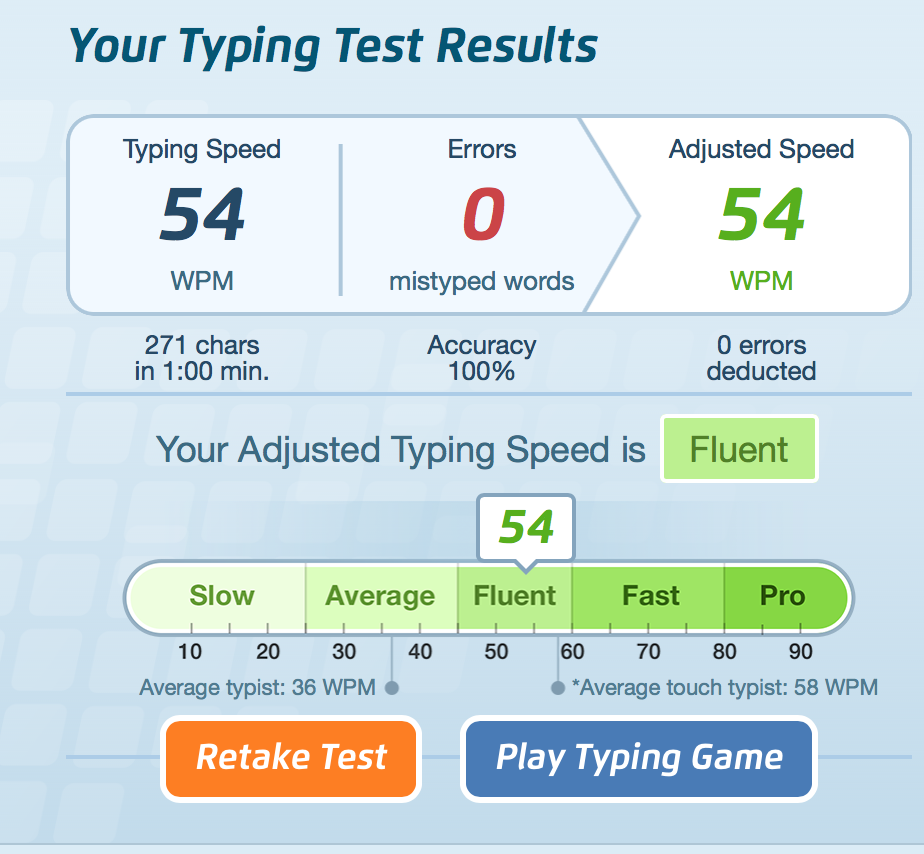 Your Typing Test Results
Typing Speed
Errors
Adjusted Speed
54
0
54
WPM
mistyped words
WPM
271 chars
Accuracy
0 errors
in 1:00 min.
100%
deducted
Your Adjusted Typing Speed is Fluent
54
Slow Average Fluent Fast Pro
10 20 30 40 50 60 70 80 90
Average typist: 36 WPM
*Average touch typist: 58 WPM
Retake Test
Play Typing Game